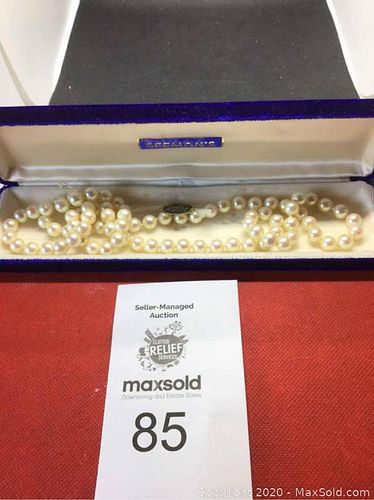 Seller-Managed
Auction
CLUTTER
RELIEF
SERVICES
maxsold
Downsizing and Estate Sales
85
Copyright 2020 - MaxSold.com